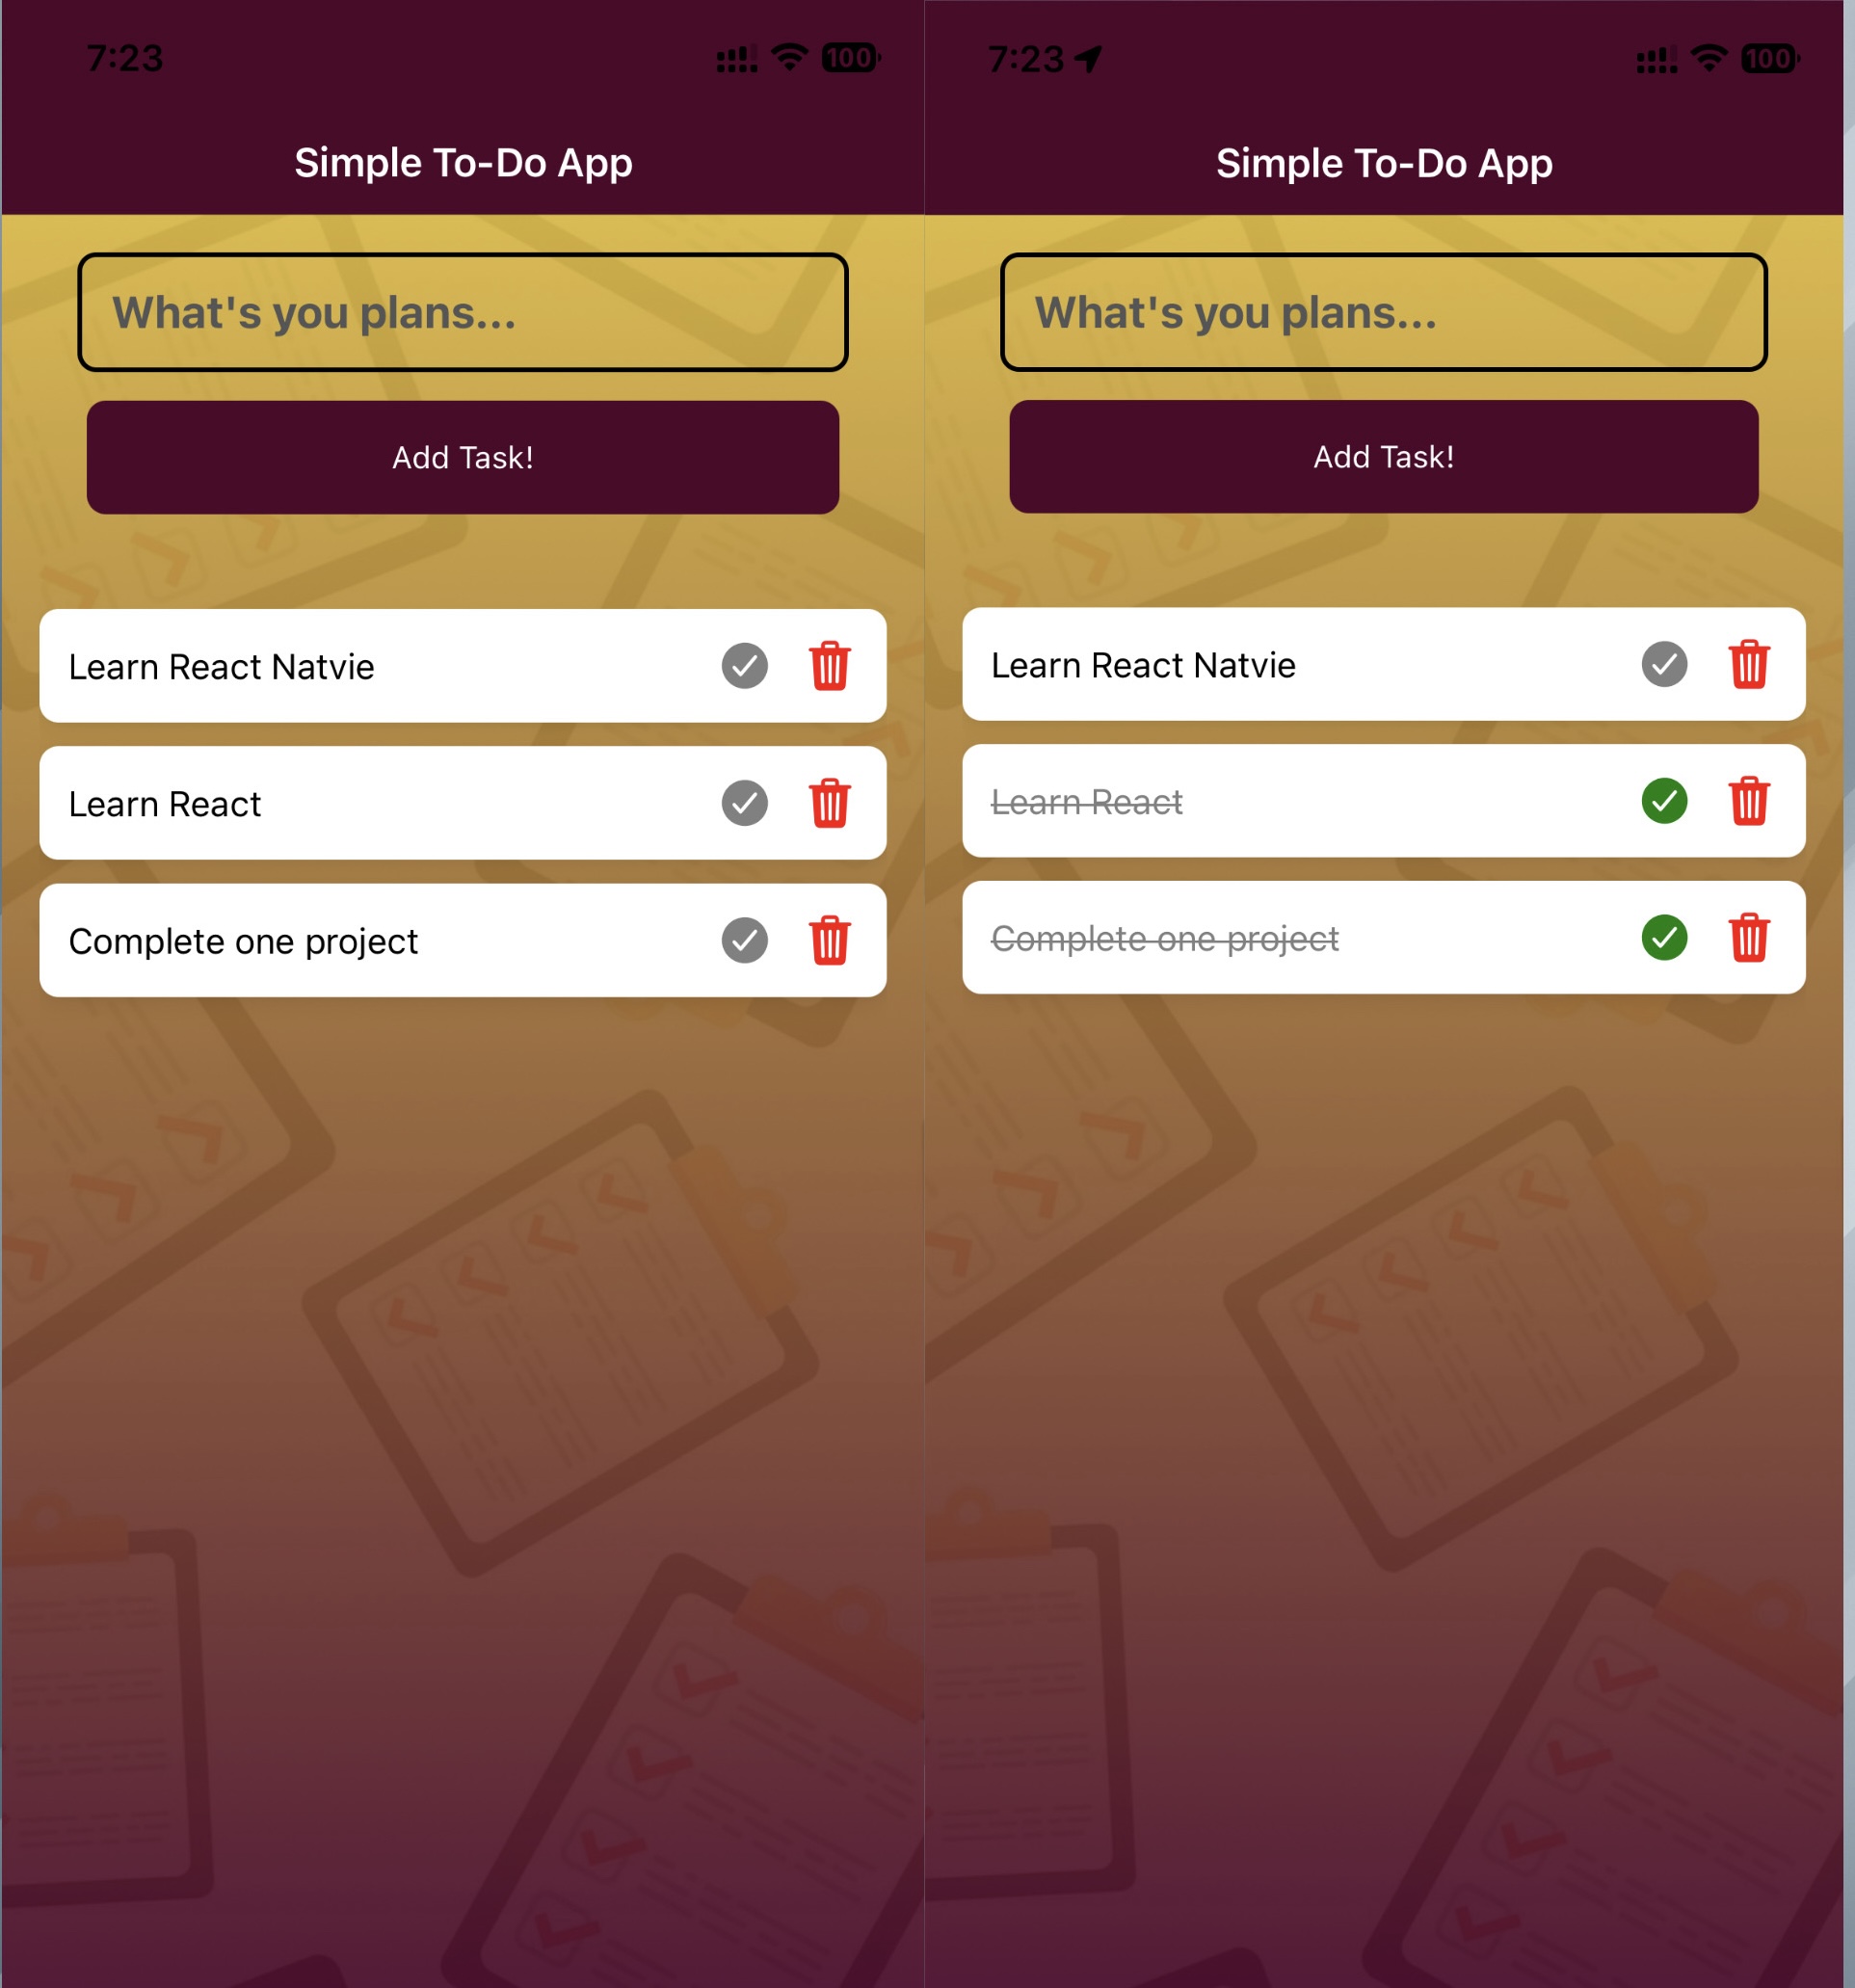 7:23
100
Simple To-Do App
What's you plans...
Add Task!
Learn React Natvie
Learn React
Complete one project
7:23
100
Simple To-Do App
What's you plans...
Add Task!
Learn React Natvie
Learn React
Complete one project